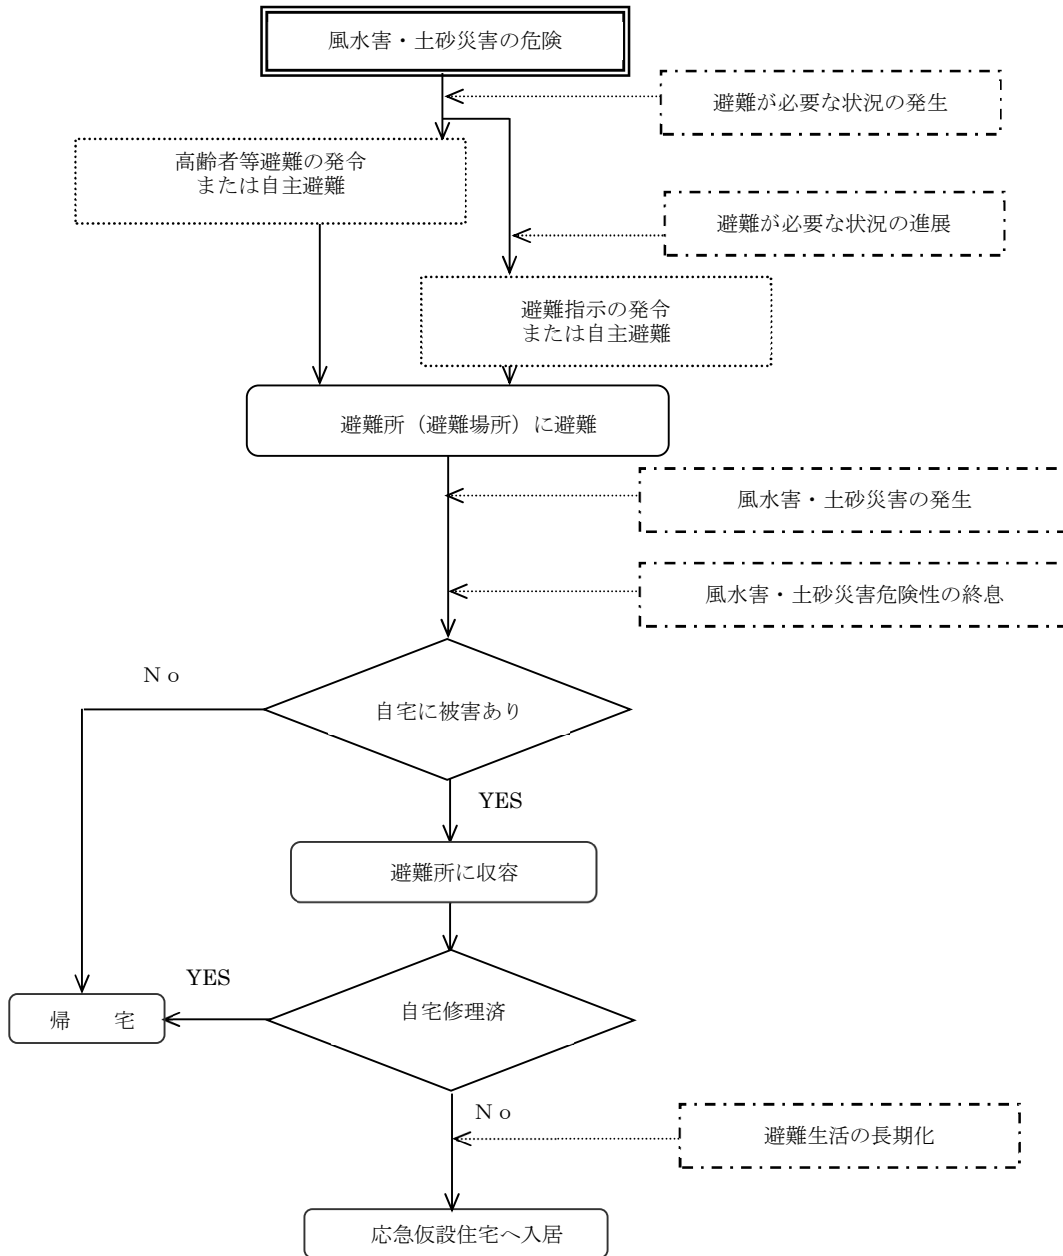 風水害・土砂災害の危険
避難が必要な状況の発生
高齢者等避難の発令
または自主避難
避難が必要な状況の進展
避難指示の発令
または自主避難
避難所（避難場所）に避難
風水害・土砂災害の発生
風水害・土砂災害危険性の終息
Ｎｏ
自宅に被害あり
YES
避難所に収容
YES
自宅修理済
帰　　宅
Ｎｏ
避難生活の長期化
応急仮設住宅へ入居